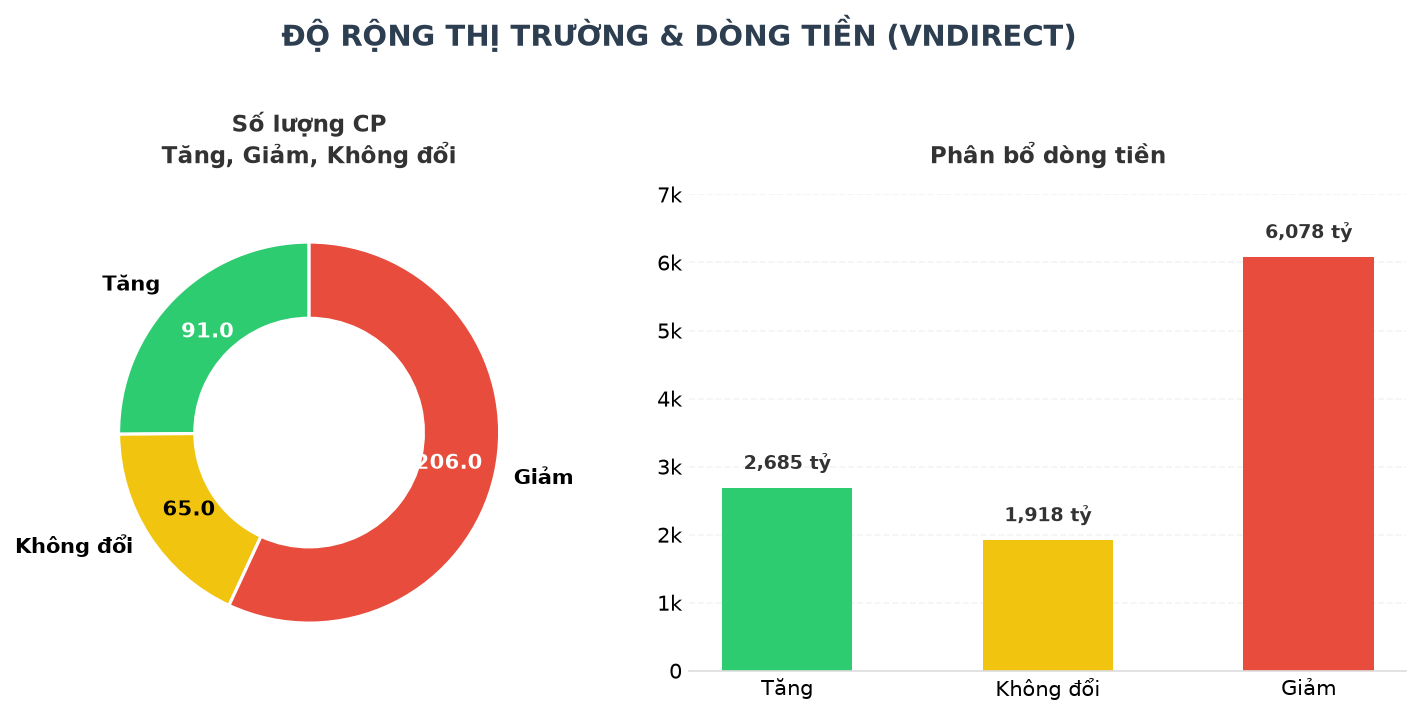 ĐỘ RỘNG THỊ TRƯỜNG & DÒNG TIỀN (VNDIRECT)
Số lượng CP
Tăng, Giảm, Không đổi
Tăng
91.0
206.0
Giảm
65.0
Không đổi
Phân bổ dòng tiền
7k
6k
5k
4k
3k
2k
1k
0
2,685 tỷ
1,918 tỷ
6,078 tỷ
Tăng
Không đổi
Giảm